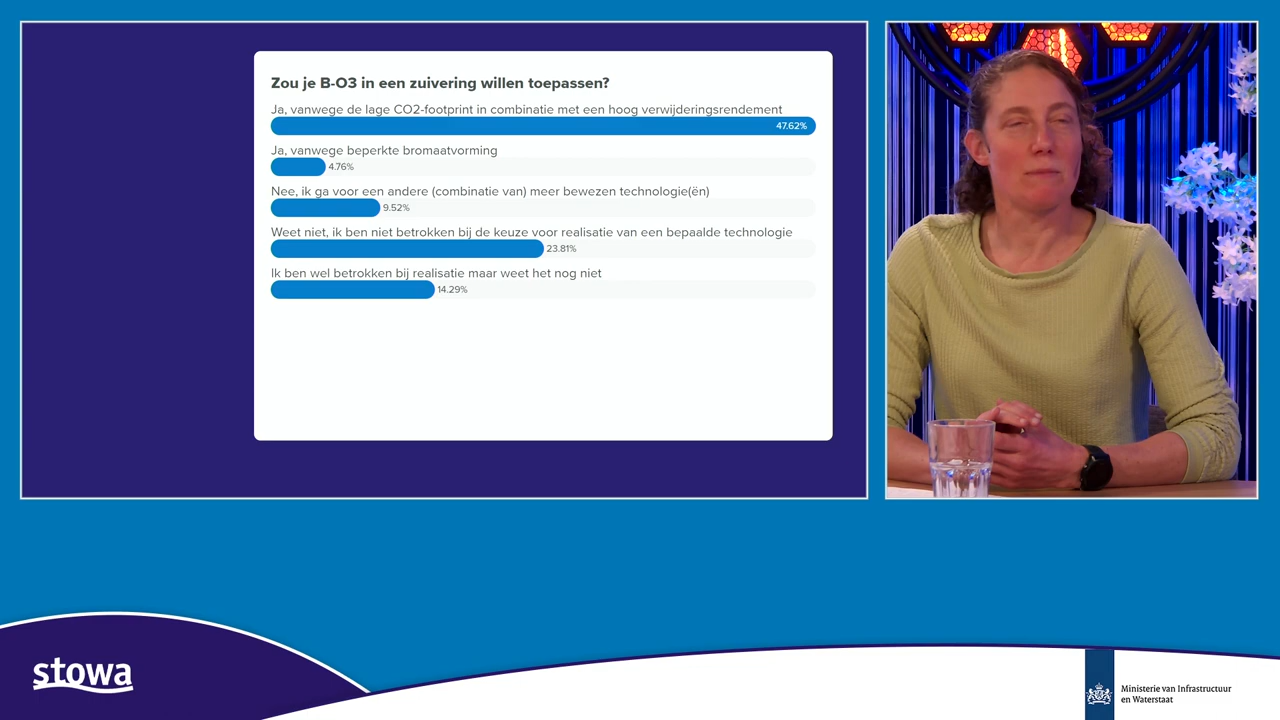 Zou je B-O3 in een zuivering willen toepassen?
Ja, vanwege de lage CO2-footprint in combinatie met een hoog verwijderingsrendement
47.62%
Ja, vanwege beperkte bromaatvorming
4.76%
Nee, ik ga voor een andere (combinatie van) meer bewezen technologie(ën)
9.52%
Weet niet, ik ben niet betrokken bij de keuze voor realisatie van een bepaalde technologie
23.81%
Ik ben wel betrokken bij realisatie maar weet het nog niet
14.29%
stowa
Ministerie van Infrastructuur
en Waterstaat